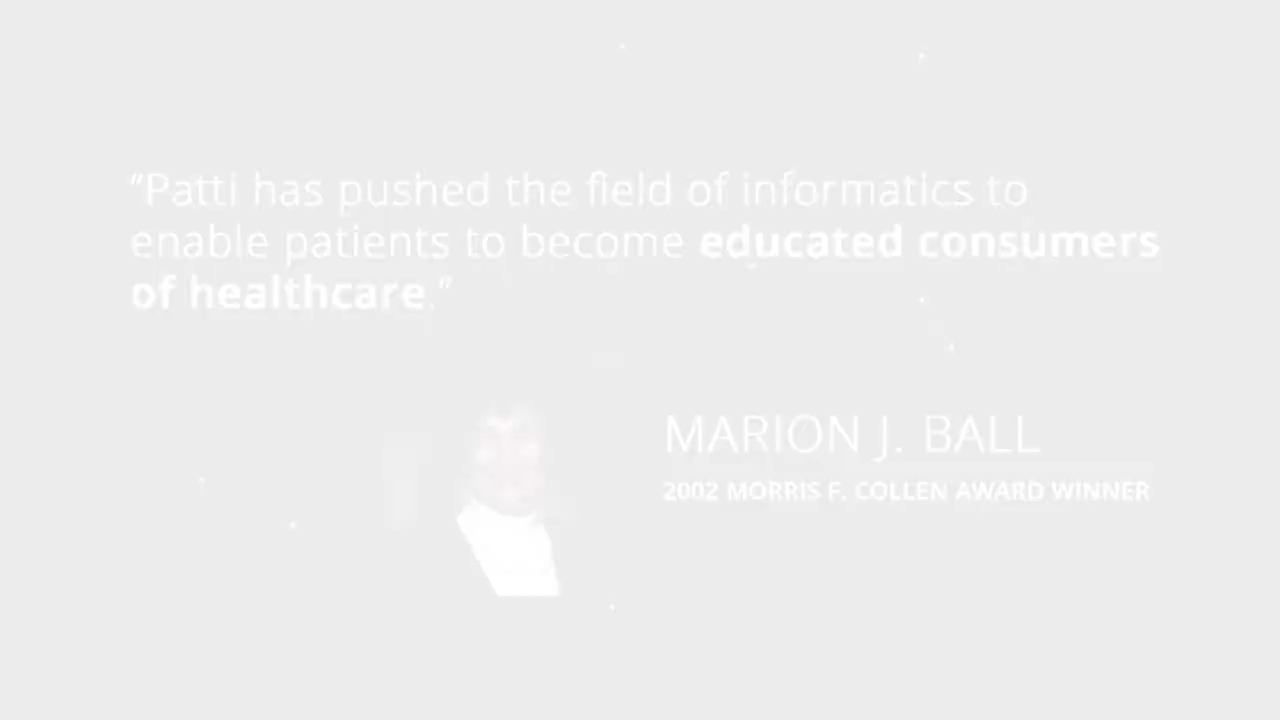 “Patti has pushed the field of informatics to
enable patients to become educated consumers
of healthcare.”
MARION J. BALL
2002 MORRIS F. COLLEN AWARD WINNER